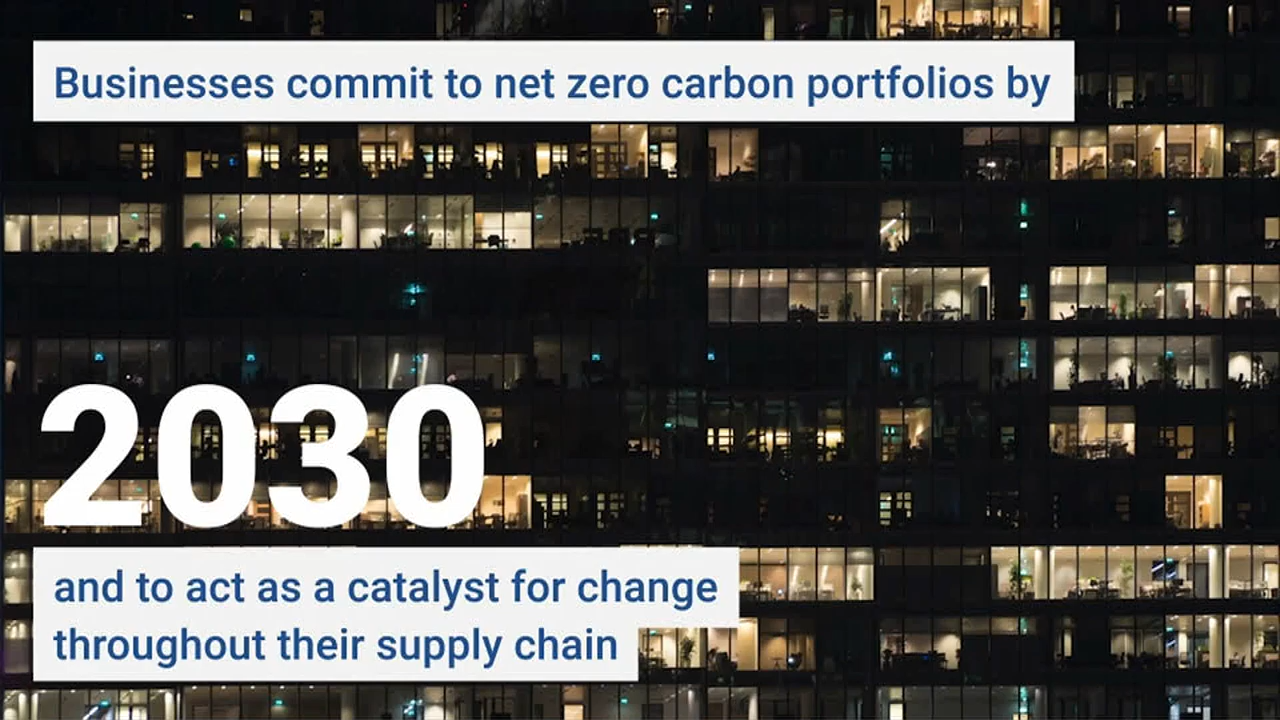 Businesses commit to net zero carbon portfolios by
2030
and to act as a catalyst for change
throughout their supply chain